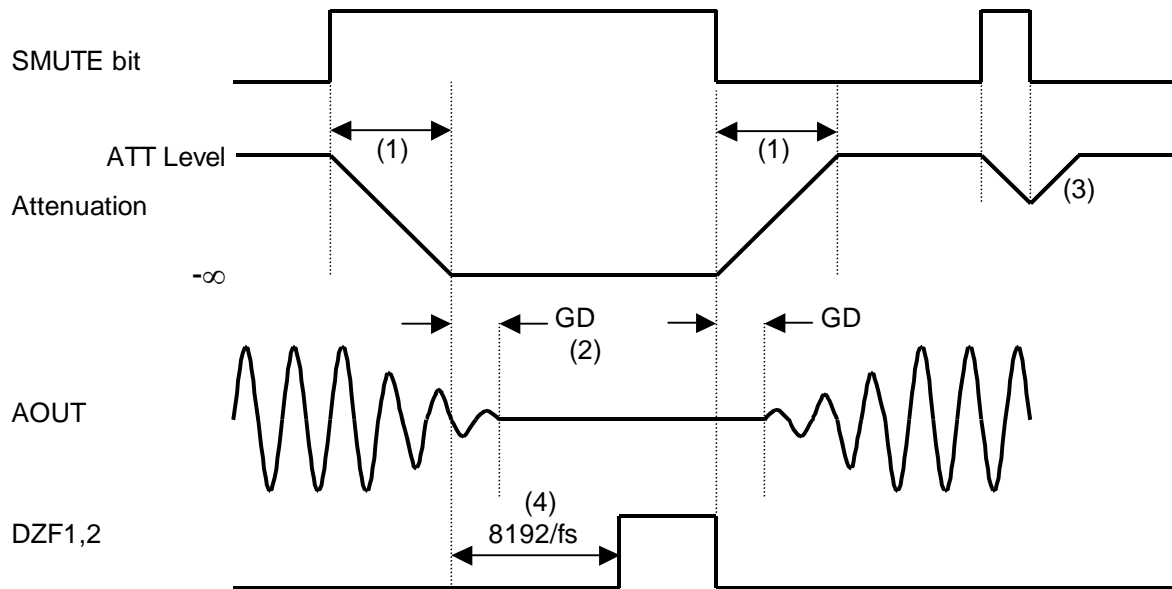 SMUTE bit
(1)
(1)
ATT Level
Attenuation
(3)
-∞
GD
GD
(2)
AOUT
(4)
DZF1,2
8192/fs